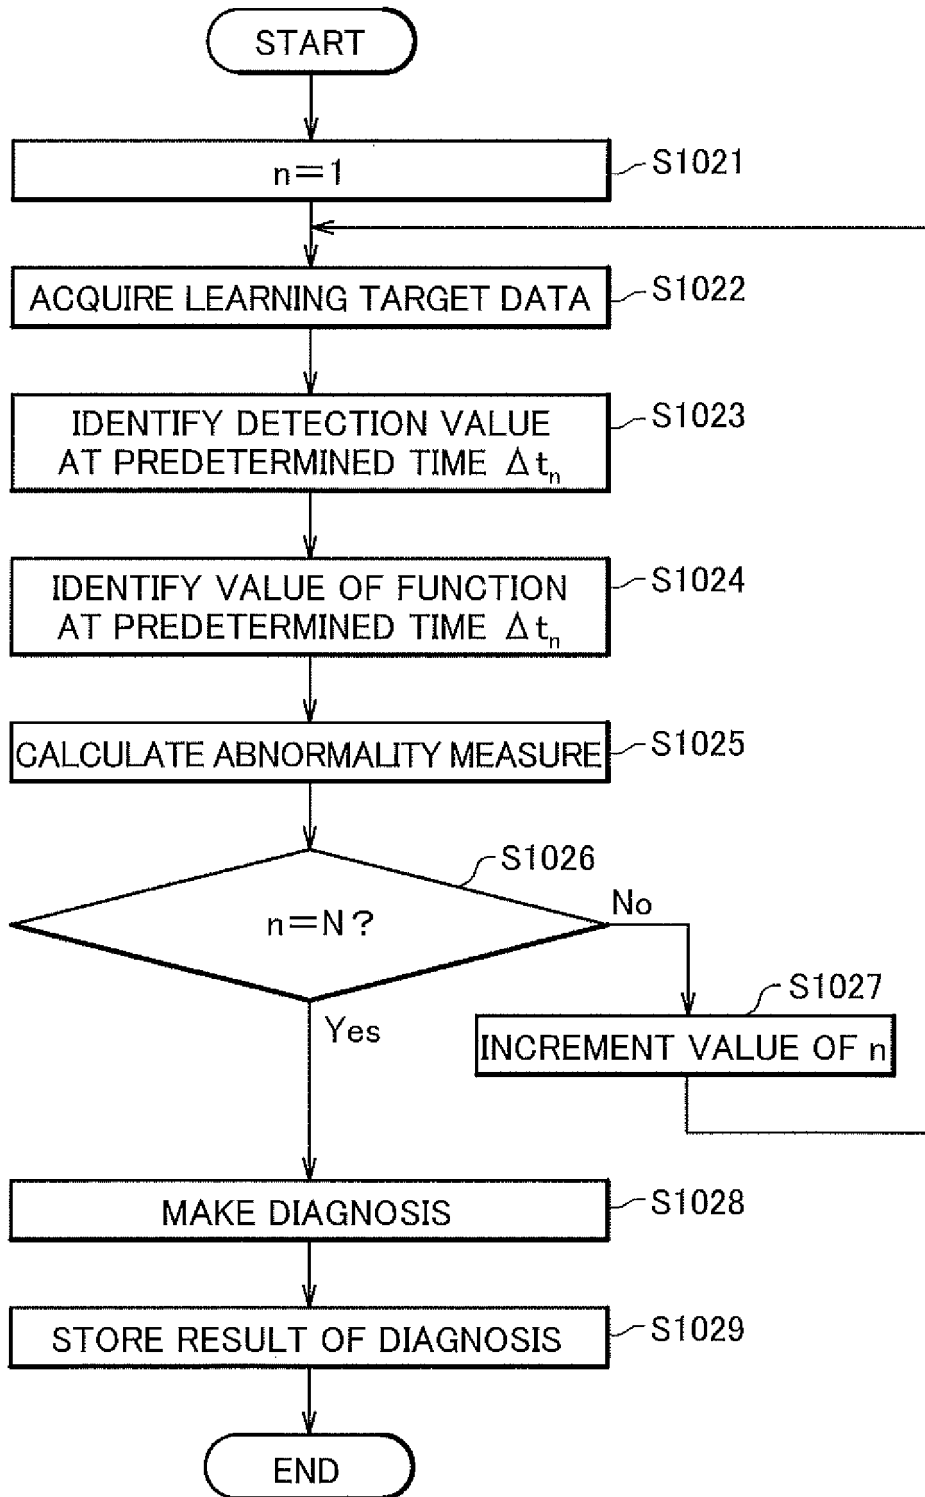 START
n=1
S1021
ACQUIRE LEARNING TARGET DATA
S1022
IDENTIFY DETECTION VALUE
AT PREDETERMINED TIME Δtn
S1023
IDENTIFY VALUE OF FUNCTION
AT PREDETERMINED TIME Δtn
S1024
CALCULATE ABNORMALITY MEASURE
S1025
S1026
n=N?
No
Yes
S1027
INCREMENT VALUE OF n
MAKE DIAGNOSIS
S1028
STORE RESULT OF DIAGNOSIS
S1029
END